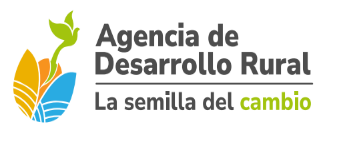 Agencia de
Desarrollo Rural
La semilla del cambio